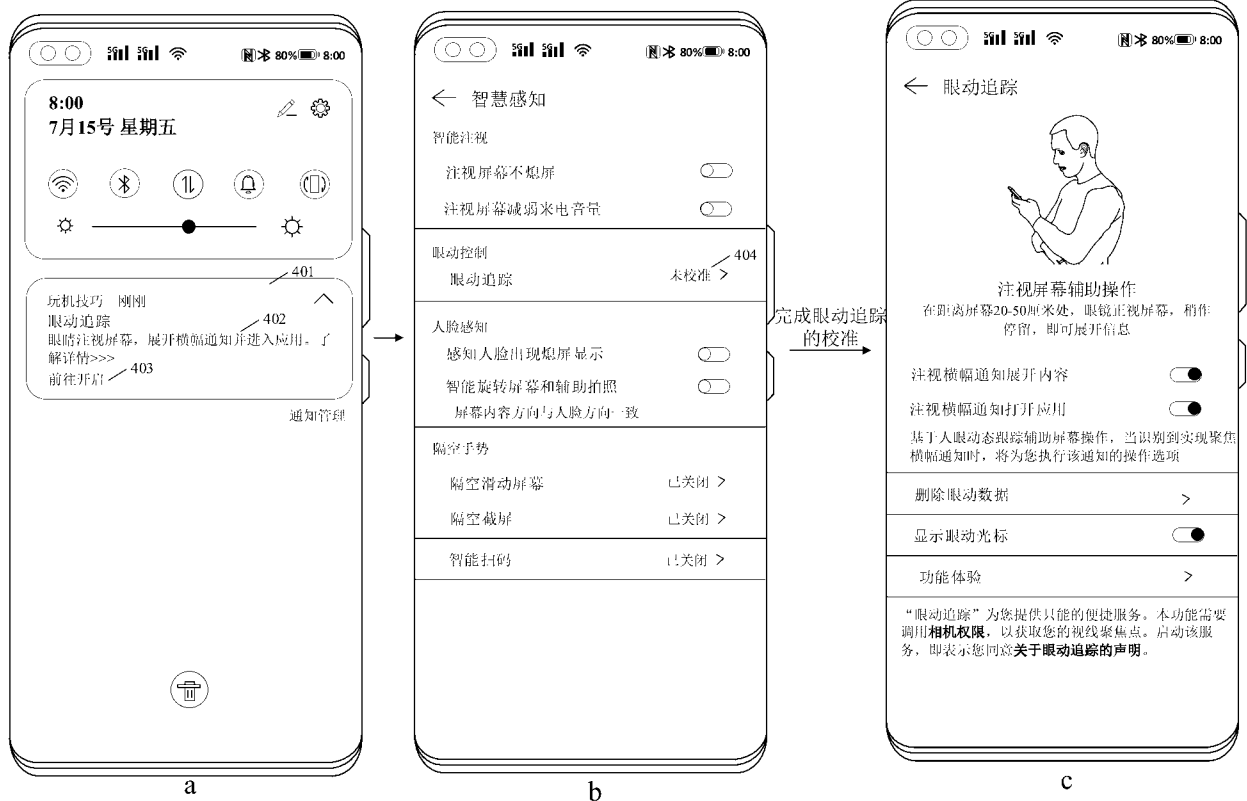 5G 5G N 80% 8:00
8:00
7月15号 星期五
401
玩机技巧 刚刚
眼动追踪
402
眼睛注视屏幕，展开横幅通知并进入应用。了
解详情>>>
前往开启
403
通知管理
a
5G 5G N 80% 8:00
智慧感知
智能注视
注视屏幕不熄屏
注视屏幕减弱来电音量
眼动控制
404
眼动追踪 未校准 >
人脸感知
感知人脸出现熄屏显示
智能旋转屏幕和辅助拍照
屏幕内容方向与人脸方向一致
隔空手势
隔空滑动屏幕 已关闭 >
隔空截屏 已关闭 >
智能扫码 已关闭 >
b
完成眼动追踪
的校准
5G 5G N 80% 8:00
眼动追踪
注视屏幕辅助操作
在距离屏幕20-50厘米处，眼镜正视屏幕，稍作
停留，即可展开信息
注视横幅通知展开内容
注视横幅通知打开应用
基于人眼动态跟踪辅助屏幕操作，当识别到实现聚焦
横幅通知时，将为您执行该通知的操作选项
删除眼动数据 >
显示眼动光标
功能体验 >
“眼动追踪”为您提供只能的便捷服务。本功能需要
调用相机权限，以获取您的视线聚焦点。启动该服
务，即表示您同意关于眼动追踪的声明。
c